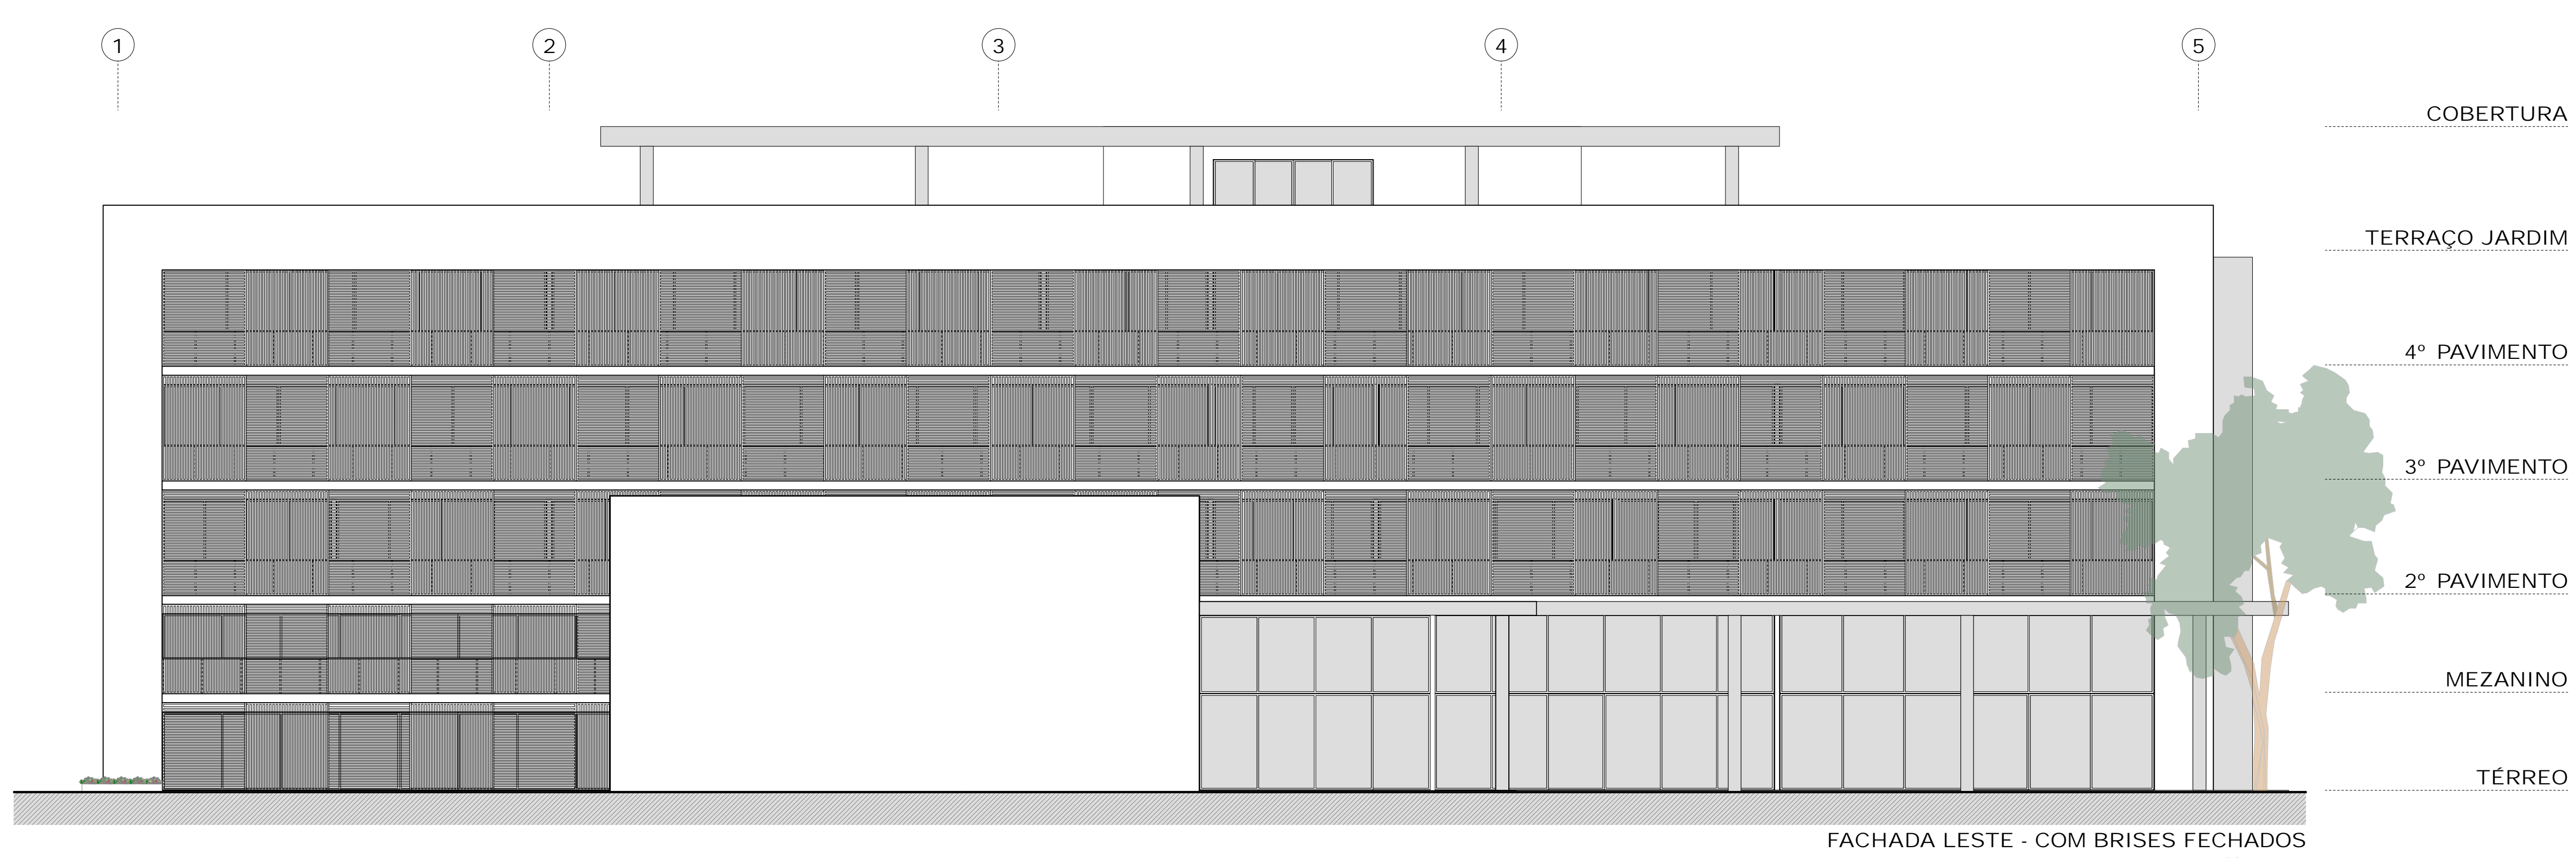 1
2
3
4
5
COBERTURA
TERRAÇO JARDIM
4º PAVIMENTO
3º PAVIMENTO
2º PAVIMENTO
MEZANINO
TÉRREO
FACHADA LESTE - COM BRISES FECHADOS